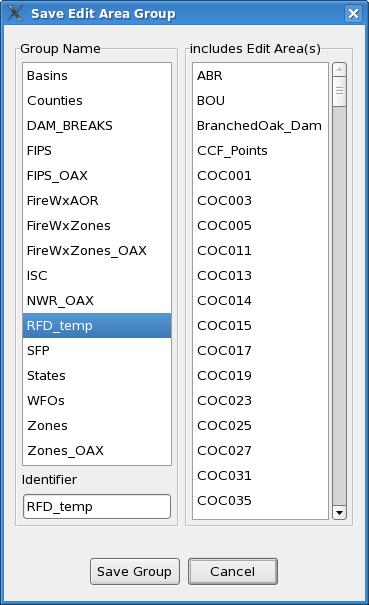 Save Edit Area Group
Group Name
Basins
Counties
DAM_BREAKS
FIPS
FIPS_OAX
FireWxAOR
FireWxZones
FireWxZones_OAX
ISC
NWR_OAX
RFD_temp
SFP
States
WFOs
Zones
Zones_OAX
Identifier
RFD_temp
includes Edit Area(s)
ABR
BOU
BranchedOak_Dam
CCF_Points
COC001
COC003
COC005
COC011
COC013
COC014
COC015
COC017
COC019
COC023
COC025
COC027
COC031
COC035
Save Group
Cancel